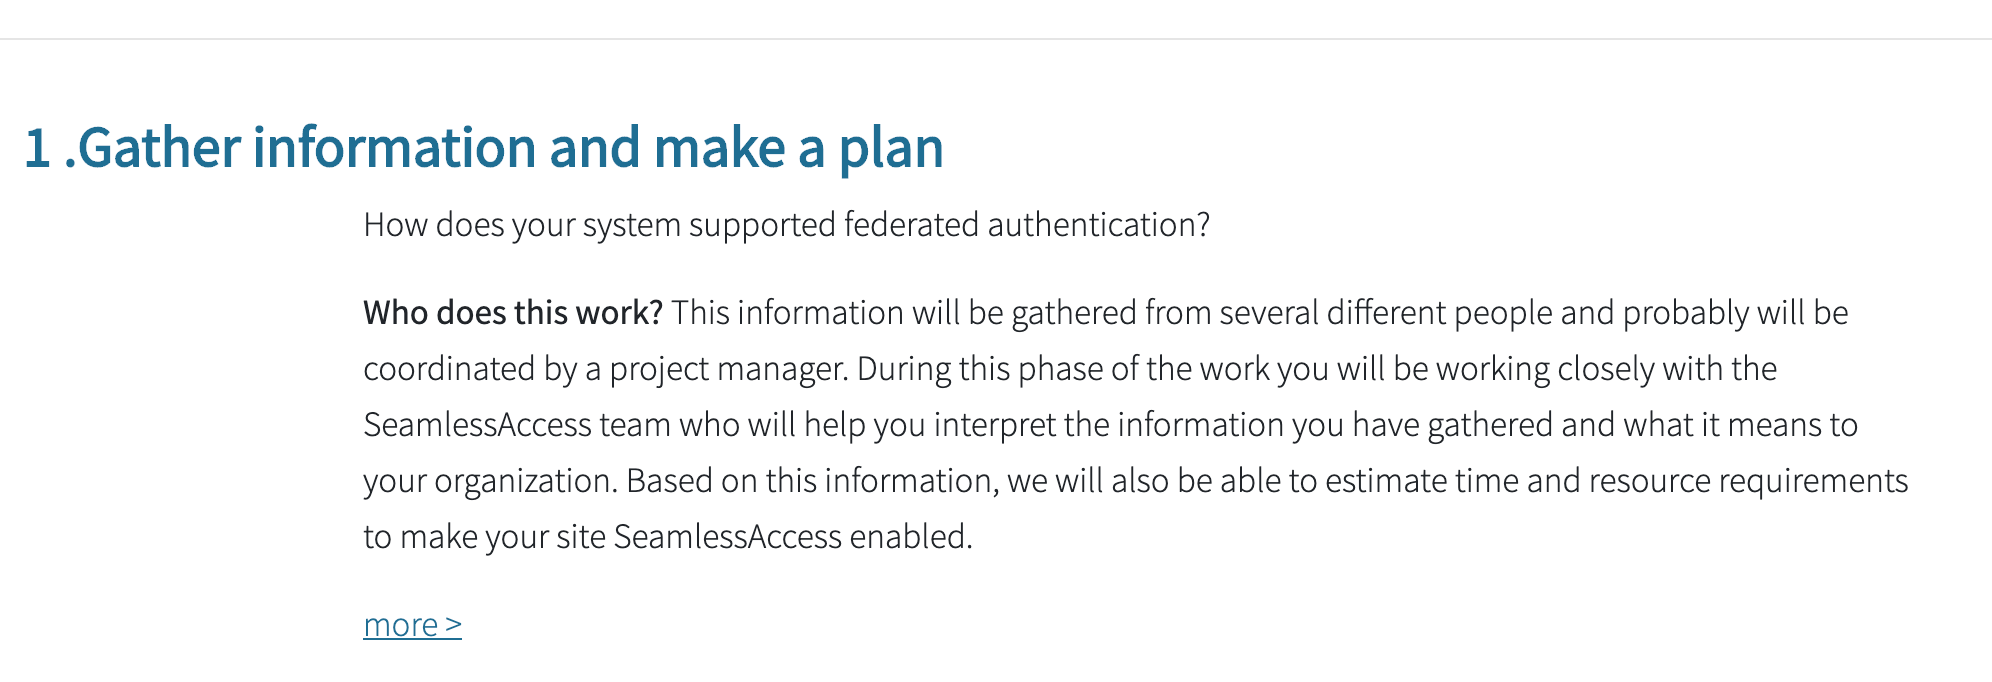 1 .Gather information and make a plan
How does your system supported federated authentication?
Who does this work? This information will be gathered from several different people and probably will be
coordinated by a project manager. During this phase of the work you will be working closely with the
SeamlessAccess team who will help you interpret the information you have gathered and what it means to
your organization. Based on this information, we will also be able to estimate time and resource requirements
to make your site SeamlessAccess enabled.
more >